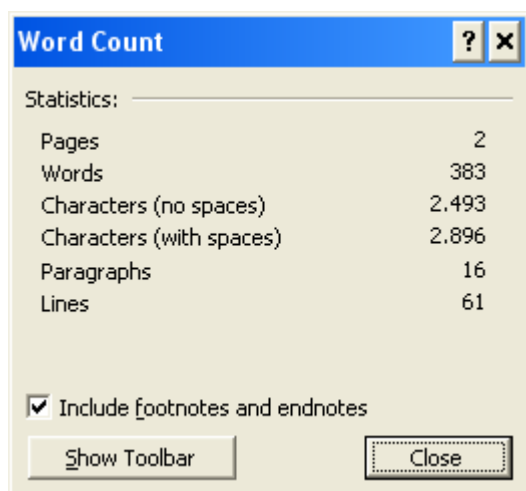 Word Count ? ×
Statistics:
Pages 2
Words 383
Characters (no spaces) 2.493
Characters (with spaces) 2.896
Paragraphs 16
Lines 61
Include footnotes and endnotes
Show Toolbar Close